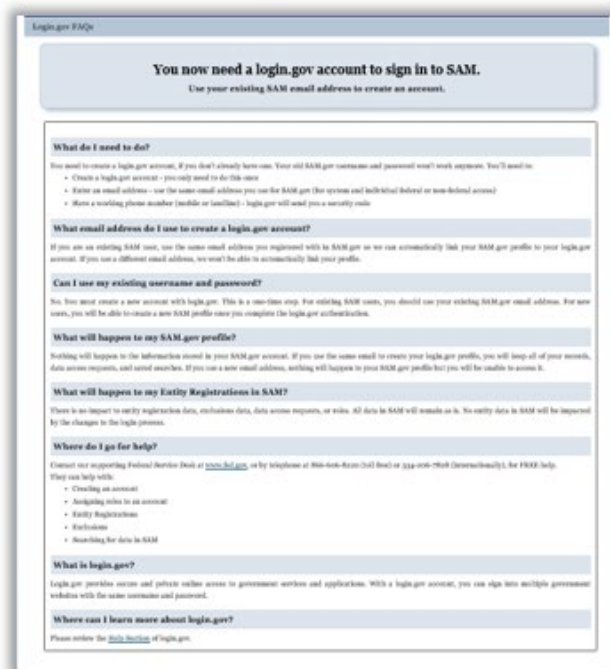 Login.gov FAQs
You now need a login.gov account to sign in to SAM.
Use your existing SAM email address to create an account.
What do I need to do?
You need to create a login.gov account, if you don't already have one. Your old SAM.gov username and password won't work anymore. You'll need to:
• Create a login.gov account - you only need to do this once
• Enter an email address - use the same email address you use for SAM.gov (for system and individual federal or non-federal access)
• Have a working phone number (mobile or landline) - login.gov will send you a security code
What email address do I use to create a login.gov account?
If you are an existing SAM user, use the same email address you registered with in SAM.gov so we can automatically link your SAM.gov profile to your login.gov
account. If you use a different email address, we won't be able to automatically link your profile.
Can I use my existing username and password?
No. You must create a new account with login.gov. This is a one-time step. For existing SAM users, you should use your existing SAM.gov email address. For new
users, you will be able to create a new SAM profile once you complete the login.gov authentication.
What will happen to my SAM.gov profile?
Nothing will happen to the information stored in your SAM.gov account. If you use the same email to create your login.gov profile, you will keep all of your records,
data access requests, and saved searches. If you use a new email address, nothing will happen to your SAM.gov profile but you will be unable to access it.
What will happen to my Entity Registrations in SAM?
There is no impact to entity registration data, exclusions data, data access requests, or roles. All data in SAM will remain as is. No entity data in SAM will be impacted
by the changes to the login process.
Where do I go for help?
Contact our supporting Federal Service Desk at www.fsd.gov, or by telephone at 866-606-8220 (toll free) or 334-206-7828 (internationally), for FREE help.
They can help with:
• Creating an account
• Assigning roles to an account
• Entity Registrations
• Exclusions
• Searching for data in SAM
What is login.gov?
Login.gov provides secure and private online access to government services and applications. With a login.gov account, you can sign into multiple government
websites with the same username and password.
Where can I learn more about login.gov?
Please review the Help Section of login.gov.